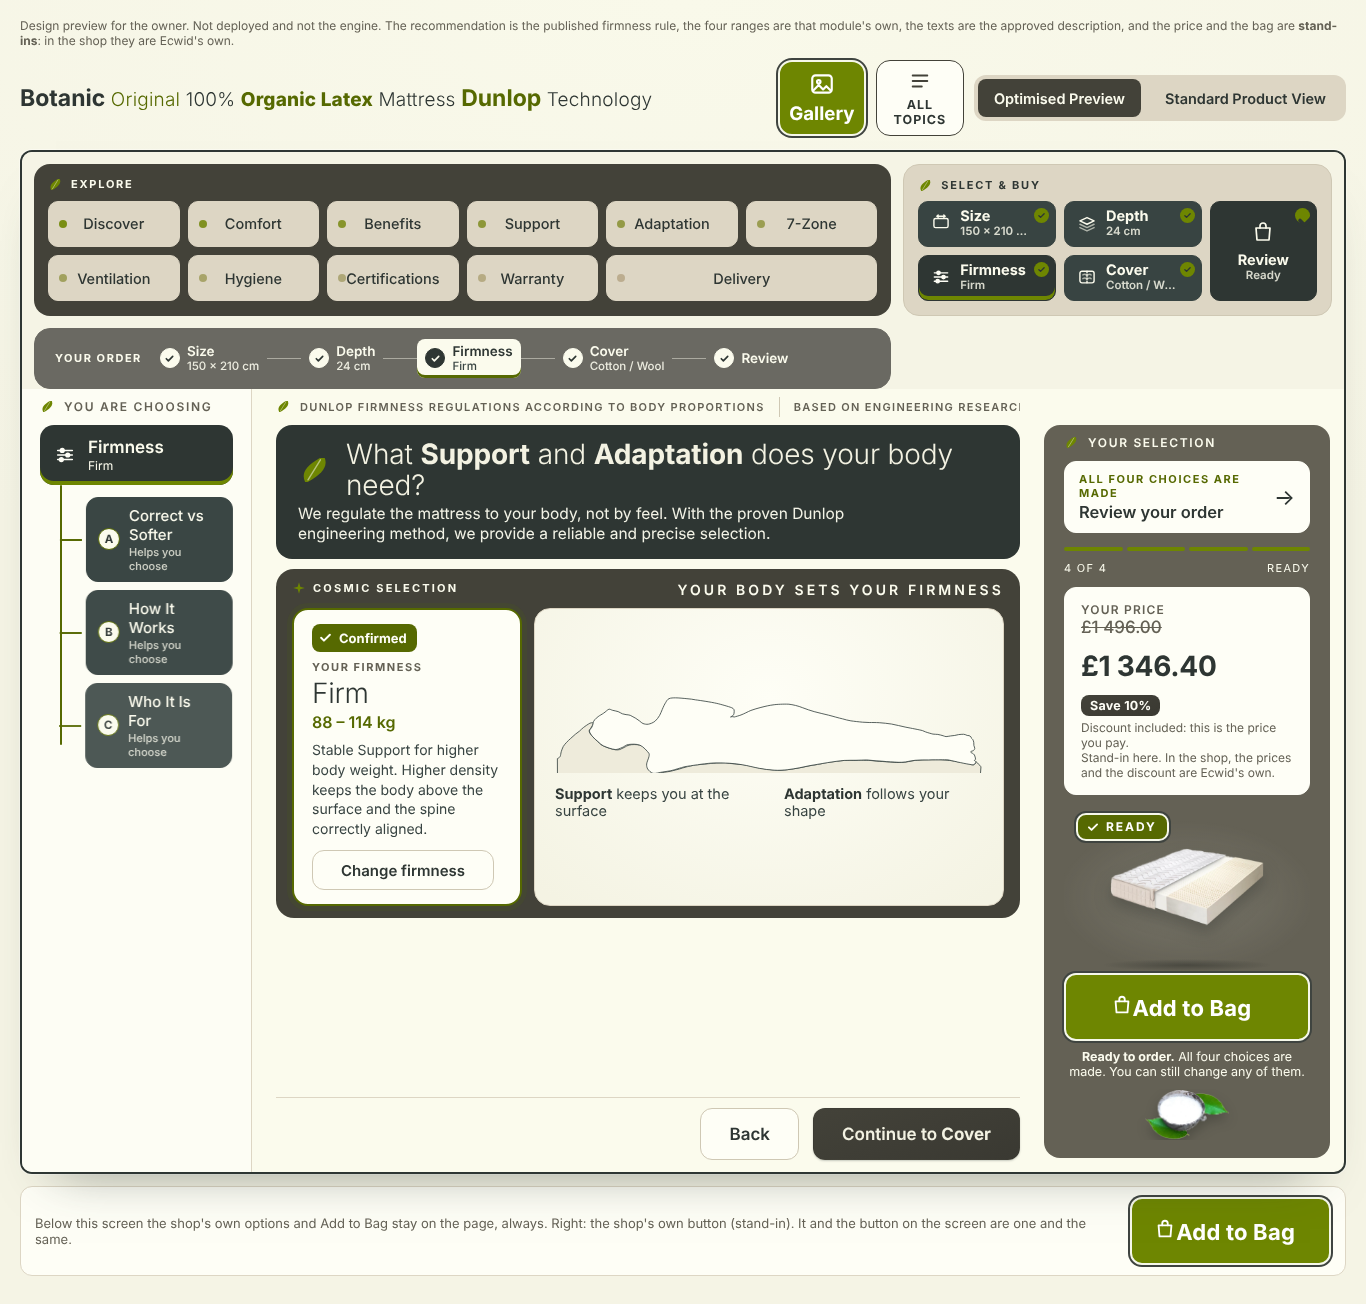 Design preview for the owner. Not deployed and not the engine. The recommendation is the published firmness rule, the four ranges are that module's own, the texts are the approved description, and the price and the bag are stand-
ins: in the shop they are Ecwid's own.
Botanic Original 100% Organic Latex Mattress Dunlop Technology
Gallery
ALL
TOPICS
Optimised Preview
Standard Product View
EXPLORE
Discover
Comfort
Benefits
Support
Adaptation
7-Zone
Ventilation
Hygiene
Certifications
Warranty
Delivery
SELECT & BUY
Size
150 × 210 ...
Depth
24 cm
Firmness
Firm
Cover
Cotton / W...
Review
Ready
YOUR ORDER
Size
150 × 210 cm
Depth
24 cm
Firmness
Firm
Cover
Cotton / Wool
Review
YOU ARE CHOOSING
Firmness
Firm
A
Correct vs
Softer
Helps you
choose
B
How It
Works
Helps you
choose
C
Who It Is
For
Helps you
choose
DUNLOP FIRMNESS REGULATIONS ACCORDING TO BODY PROPORTIONS
BASED ON ENGINEERING RESEARC
What Support and Adaptation does your body
need?
We regulate the mattress to your body, not by feel. With the proven Dunlop
engineering method, we provide a reliable and precise selection.
COSMIC SELECTION
YOUR BODY SETS YOUR FIRMNESS
Confirmed
YOUR FIRMNESS
Firm
88 – 114 kg
Stable Support for higher
body weight. Higher density
keeps the body above the
surface and the spine
correctly aligned.
Change firmness
Support keeps you at the
surface
Adaptation follows your
shape
Back
Continue to Cover
YOUR SELECTION
ALL FOUR CHOICES ARE
MADE
Review your order
4 OF 4
READY
YOUR PRICE
£1 496.00
£1 346.40
Save 10%
Discount included: this is the price
you pay.
Stand-in here. In the shop, the prices
and the discount are Ecwid's own.
READY
Add to Bag
Ready to order. All four choices are
made. You can still change any of them.
Below this screen the shop's own options and Add to Bag stay on the page, always. Right: the shop's own button (stand-in). It and the button on the screen are one and the
same.
Add to Bag